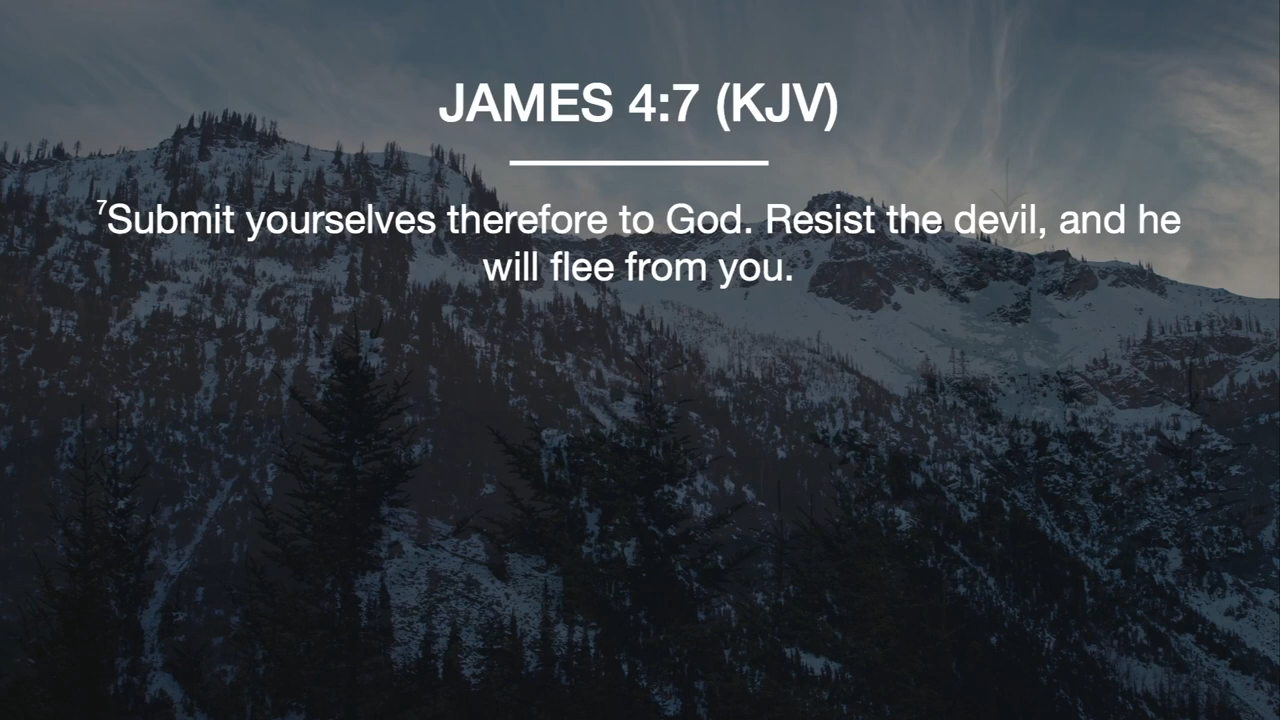 JAMES 4:7 (KJV)
⁷Submit yourselves therefore to God. Resist the devil, and he
will flee from you.